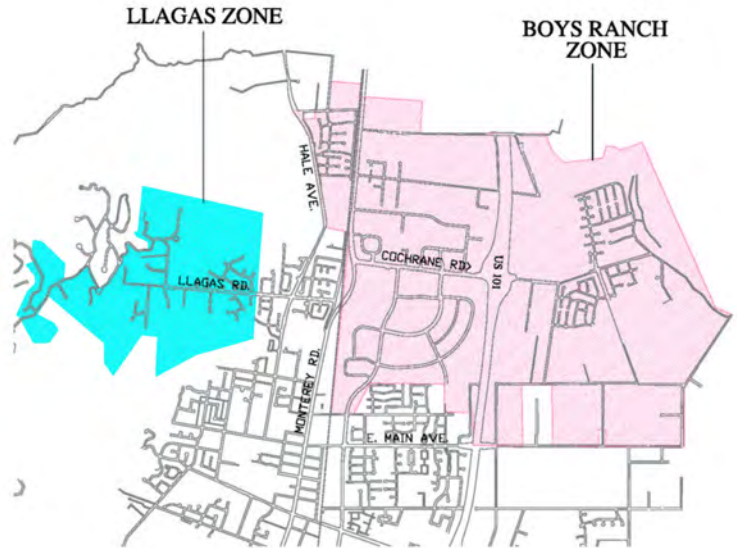 LLAGAS ZONE
BOYS RANCH
ZONE
HALE AVE.
COCHRANE RD>
US 101
LLAGAS RD.
MONTEREY RD.
E. MAIN AVE.